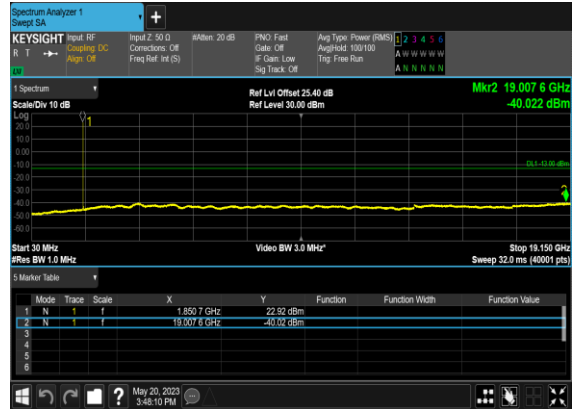 Spectrum Analyzer 1
Swept SA
+
KEYSIGHT
R T
Input: RF
Coupling: DC
Align: Off
Input Z: 50 Ω
Corrections: Off
Freq Ref: Int (S)
#Atten: 20 dB
PNO: Fast
Gate: Off
IF Gain: Low
Sig Track: Off
Avg Type: Power (RMS)
Avg|Hold: 100/100
Trig: Free Run
1 2 3 4 5 6
A W W W W W
A N N N N N
1 Spectrum
Scale/Div 10 dB
Ref Lvl Offset 25.40 dB
Ref Level 30.00 dBm
Mkr2 19.007 6 GHz
-40.022 dBm
Log
1
20.0
10.0
0.00
-10.0
DL1 -13.00 dBm
-20.0
-30.0
2
-40.0
-50.0
-60.0
Start 30 MHz
#Res BW 1.0 MHz
Video BW 3.0 MHz*
Stop 19.150 GHz
Sweep 32.0 ms (40001 pts)
5 Marker Table
Mode Trace Scale X Y Function Function Width Function Value
1 N 1 f 1.850 7 GHz 22.92 dBm
2 N 1 f 19.007 6 GHz -40.02 dBm
3
4
5
6
?
May 20, 2023
3:48:10 PM